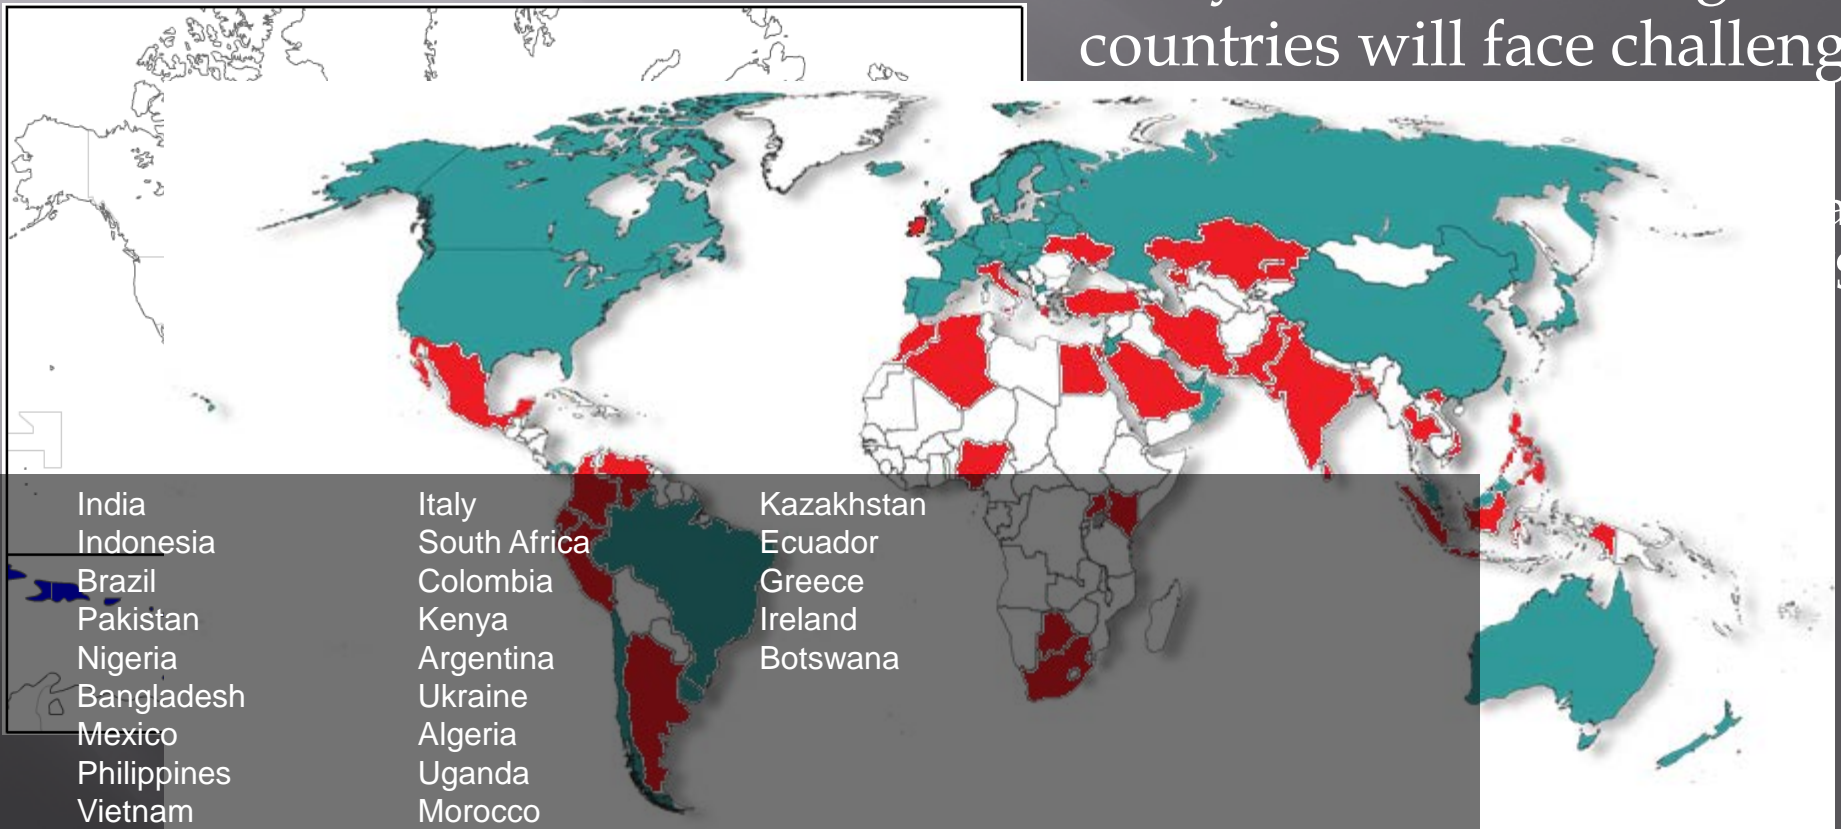 countries will face challeng
India
Indonesia
Brazil
Pakistan
Nigeria
Bangladesh
Mexico
Philippines
Vietnam
Italy
South Africa
Colombia
Kenya
Argentina
Ukraine
Algeria
Uganda
Morocco
Kazakhstan
Ecuador
Greece
Ireland
Botswana